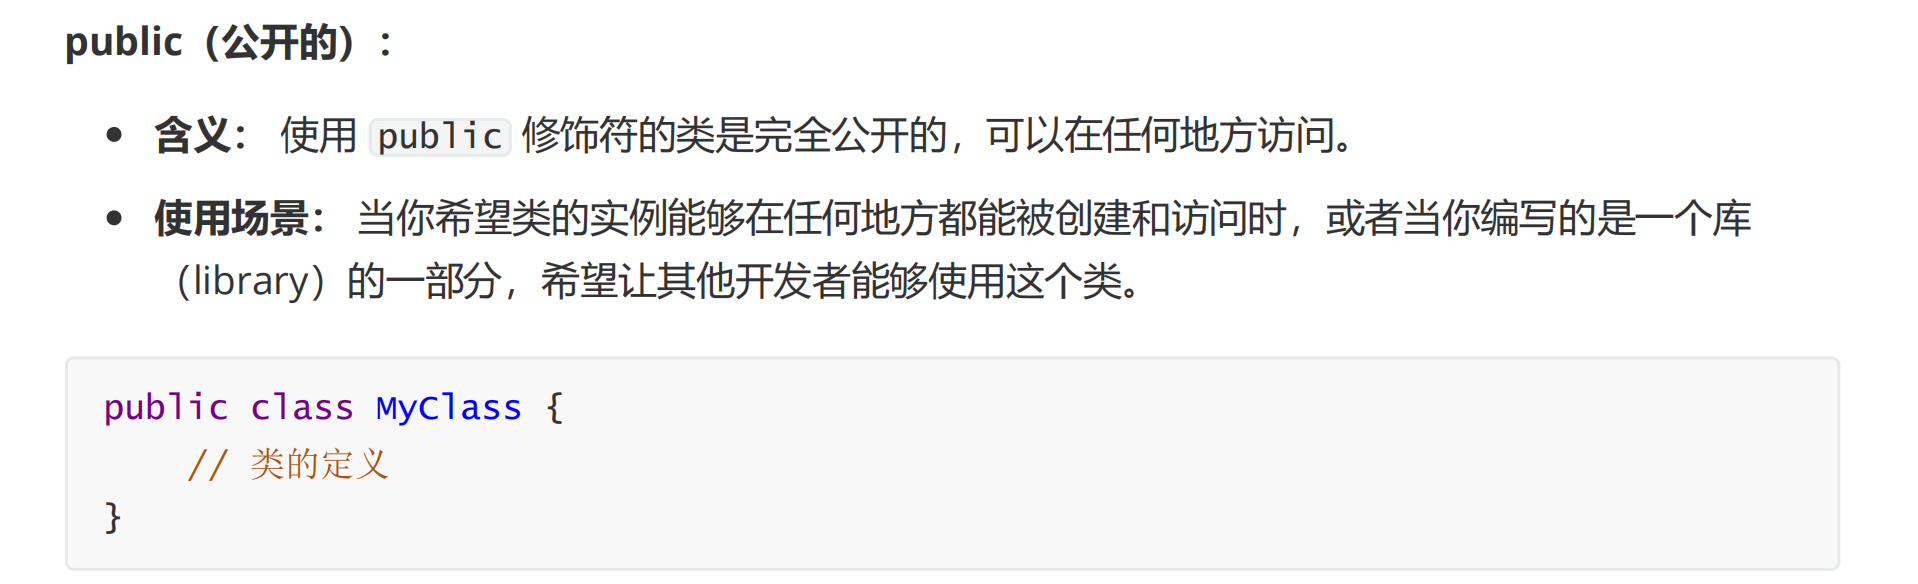 public（公开的）：
含义： 使用 public 修饰符的类是完全公开的，可以在任何地方访问。
使用场景： 当你希望类的实例能够在任何地方都能被创建和访问时，或者当你编写的是一个库
（library）的一部分，希望让其他开发者能够使用这个类。
public class MyClass {
    // 类的定义
}